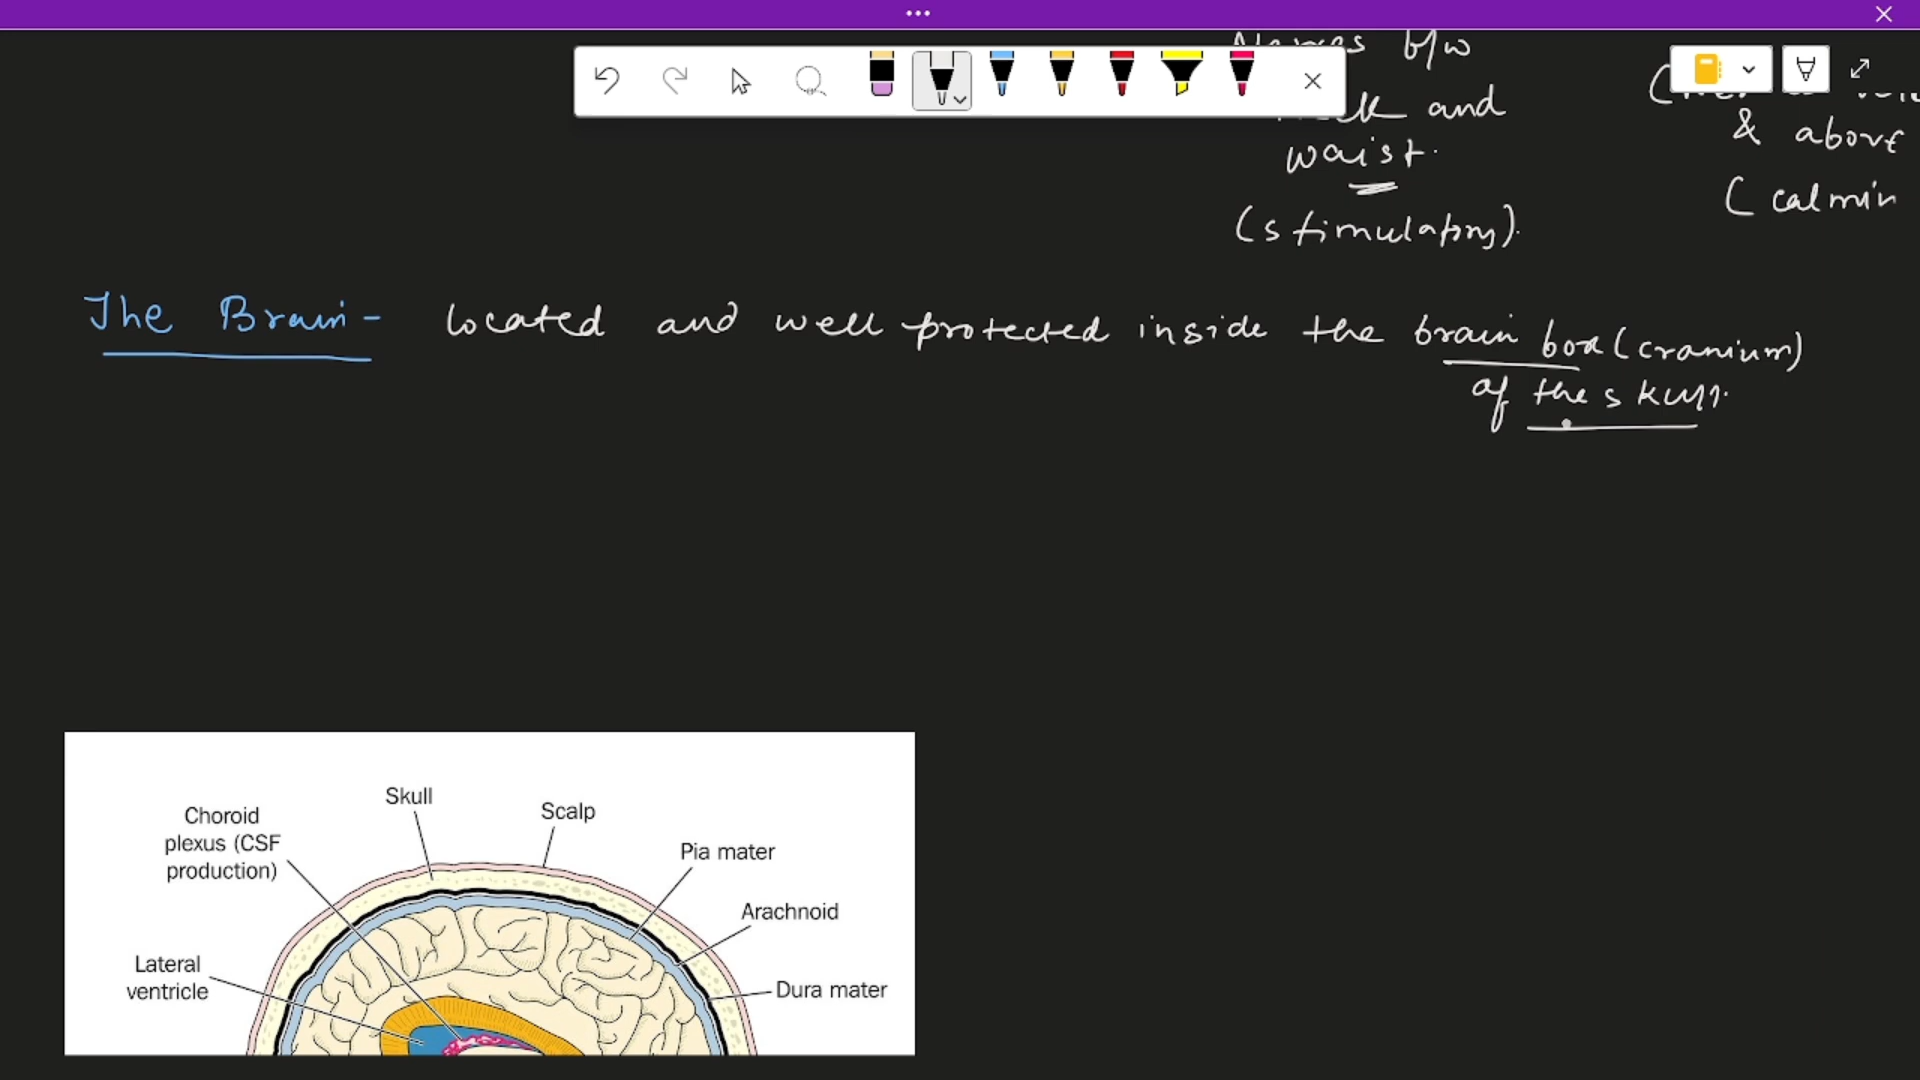 b/w
and
waist.
(stimulatory).
& above
The Brain - located and well protected inside the brain box (cranium)
of the skull.
Skull
Scalp
Choroid
plexus (CSF
production)
Pia mater
Arachnoid
Lateral
ventricle
Dura mater